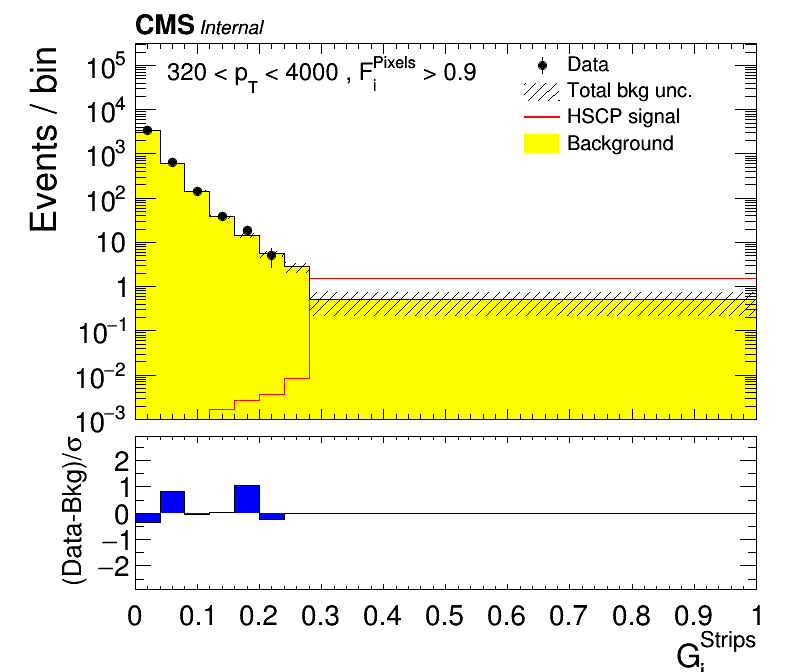 CMS Internal
320 < p_T < 4000 , F_i^Pixels > 0.9
Data
Total bkg unc.
HSCP signal
Background
Events / bin
10^5
10^4
10^3
10^2
10
1
10^−1
10^−2
10^−3
(Data-Bkg)/σ
2
1
0
−1
−2
0 0.1 0.2 0.3 0.4 0.5 0.6 0.7 0.8 0.9 1
G_i^Strips